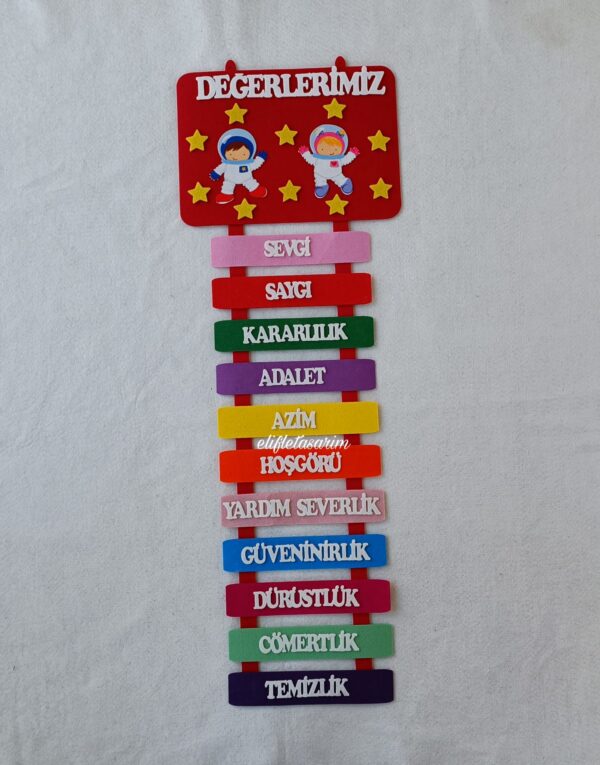 DEĞERLERİMİZ
SEVGİ
SAYGI
KARARLILIK
ADALET
AZİM
elifletasarim
HOŞGÖRÜ
YARDIM SEVERLİK
GÜVENİNİRLİK
DÜRÜSTLÜK
CÖMERTLİK
TEMİZLİK